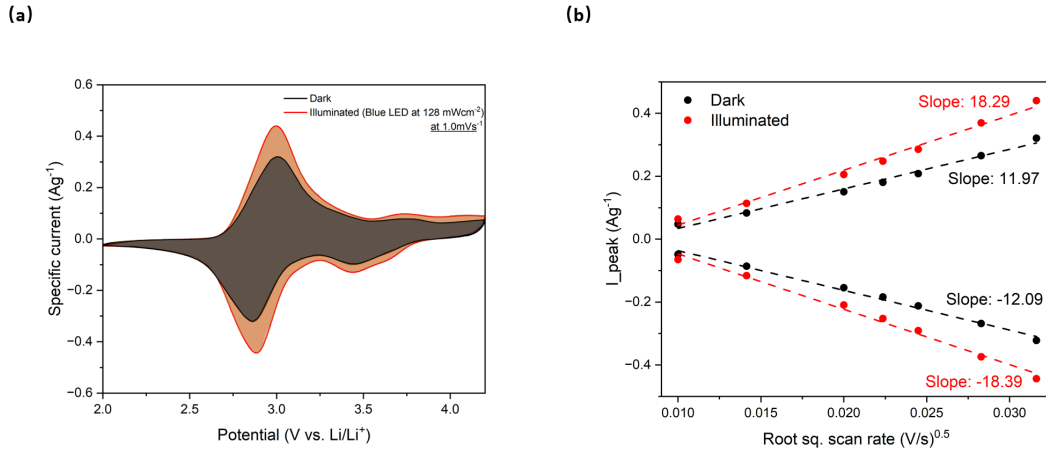 (a)
0.6
0.4
0.2
0.0
−0.2
−0.4
−0.6
Specific current (Ag⁻¹)
Dark
Illuminated (Blue LED at 128 mWcm⁻²)
at 1.0mVs⁻¹
2.0
2.5
3.0
3.5
4.0
Potential (V vs. Li/Li⁺)
(b)
0.4
0.2
0.0
−0.2
−0.4
I_peak (Ag⁻¹)
Dark
Illuminated
Slope: 18.29
Slope: 11.97
Slope: -12.09
Slope: -18.39
0.010
0.015
0.020
0.025
0.030
Root sq. scan rate (V/s)⁰·⁵